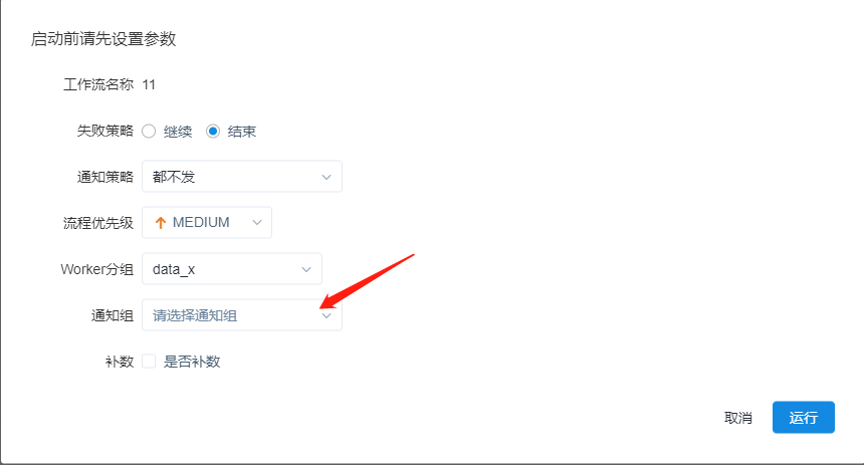 启动前请先设置参数
工作流名称 11
失败策略 继续 结束
通知策略 都不发
流程优先级 MEDIUM
Worker分组 data_x
通知组 请选择通知组
补数 是否补数
取消 运行